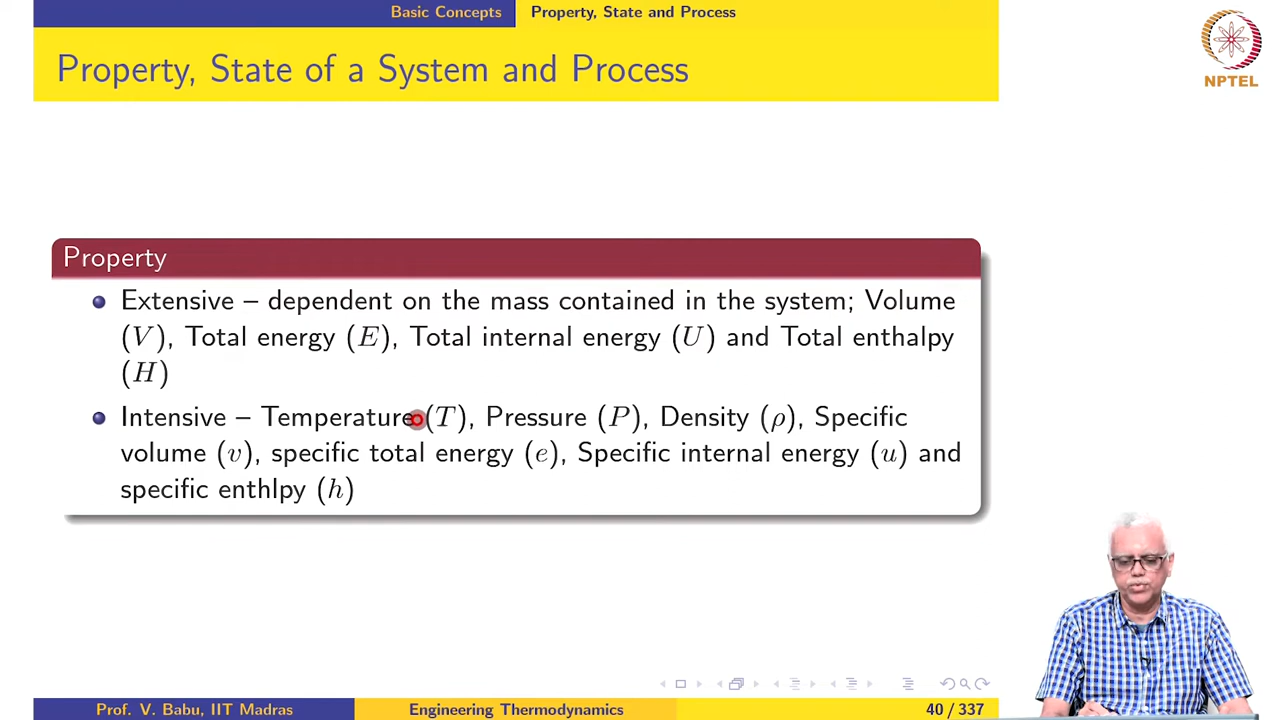 Basic Concepts Property, State and Process
Property, State of a System and Process
NPTEL
Property
Extensive – dependent on the mass contained in the system; Volume
(V), Total energy (E), Total internal energy (U) and Total enthalpy
(H)
Intensive – Temperature (T), Pressure (P), Density (ρ), Specific
volume (v), specific total energy (e), Specific internal energy (u) and
specific enthlpy (h)
Prof. V. Babu, IIT Madras Engineering Thermodynamics 40 / 337